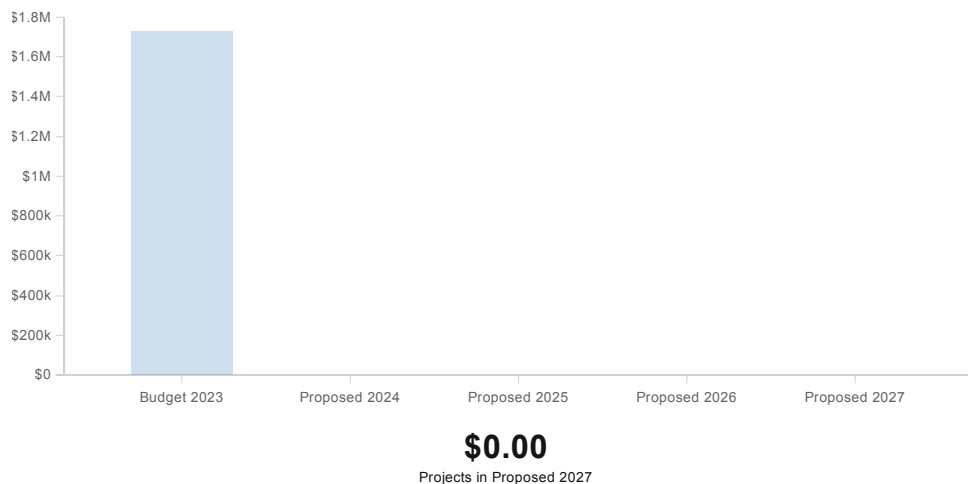 $1.8M
$1.6M
$1.4M
$1.2M
$1M
$800k
$600k
$400k
$200k
$0
Budget 2023 Proposed 2024 Proposed 2025 Proposed 2026 Proposed 2027
$0.00
Projects in Proposed 2027